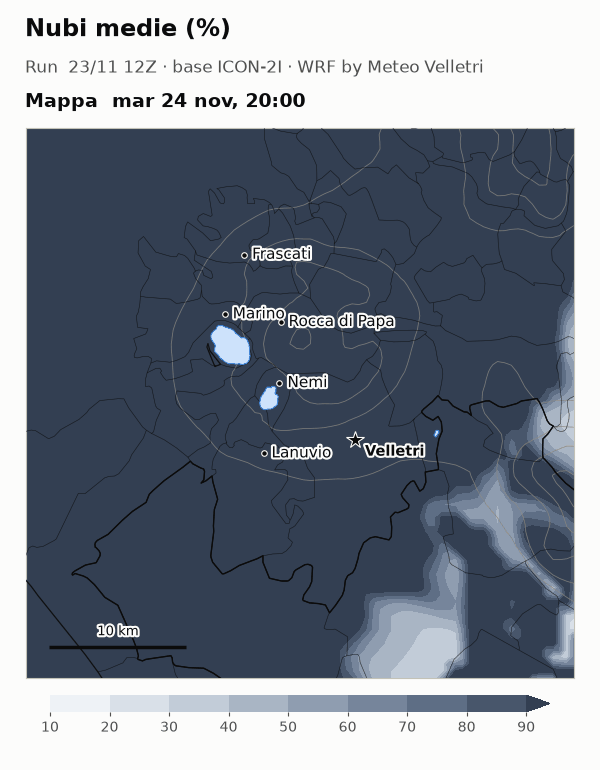 Nubi medie (%)
Run  23/11 12Z · base ICON-2I · WRF by Meteo Velletri
Mappa  mar 24 nov, 20:00
Frascati
Marino
Rocca di Papa
Nemi
Velletri
Lanuvio
10 km
10 20 30 40 50 60 70 80 90